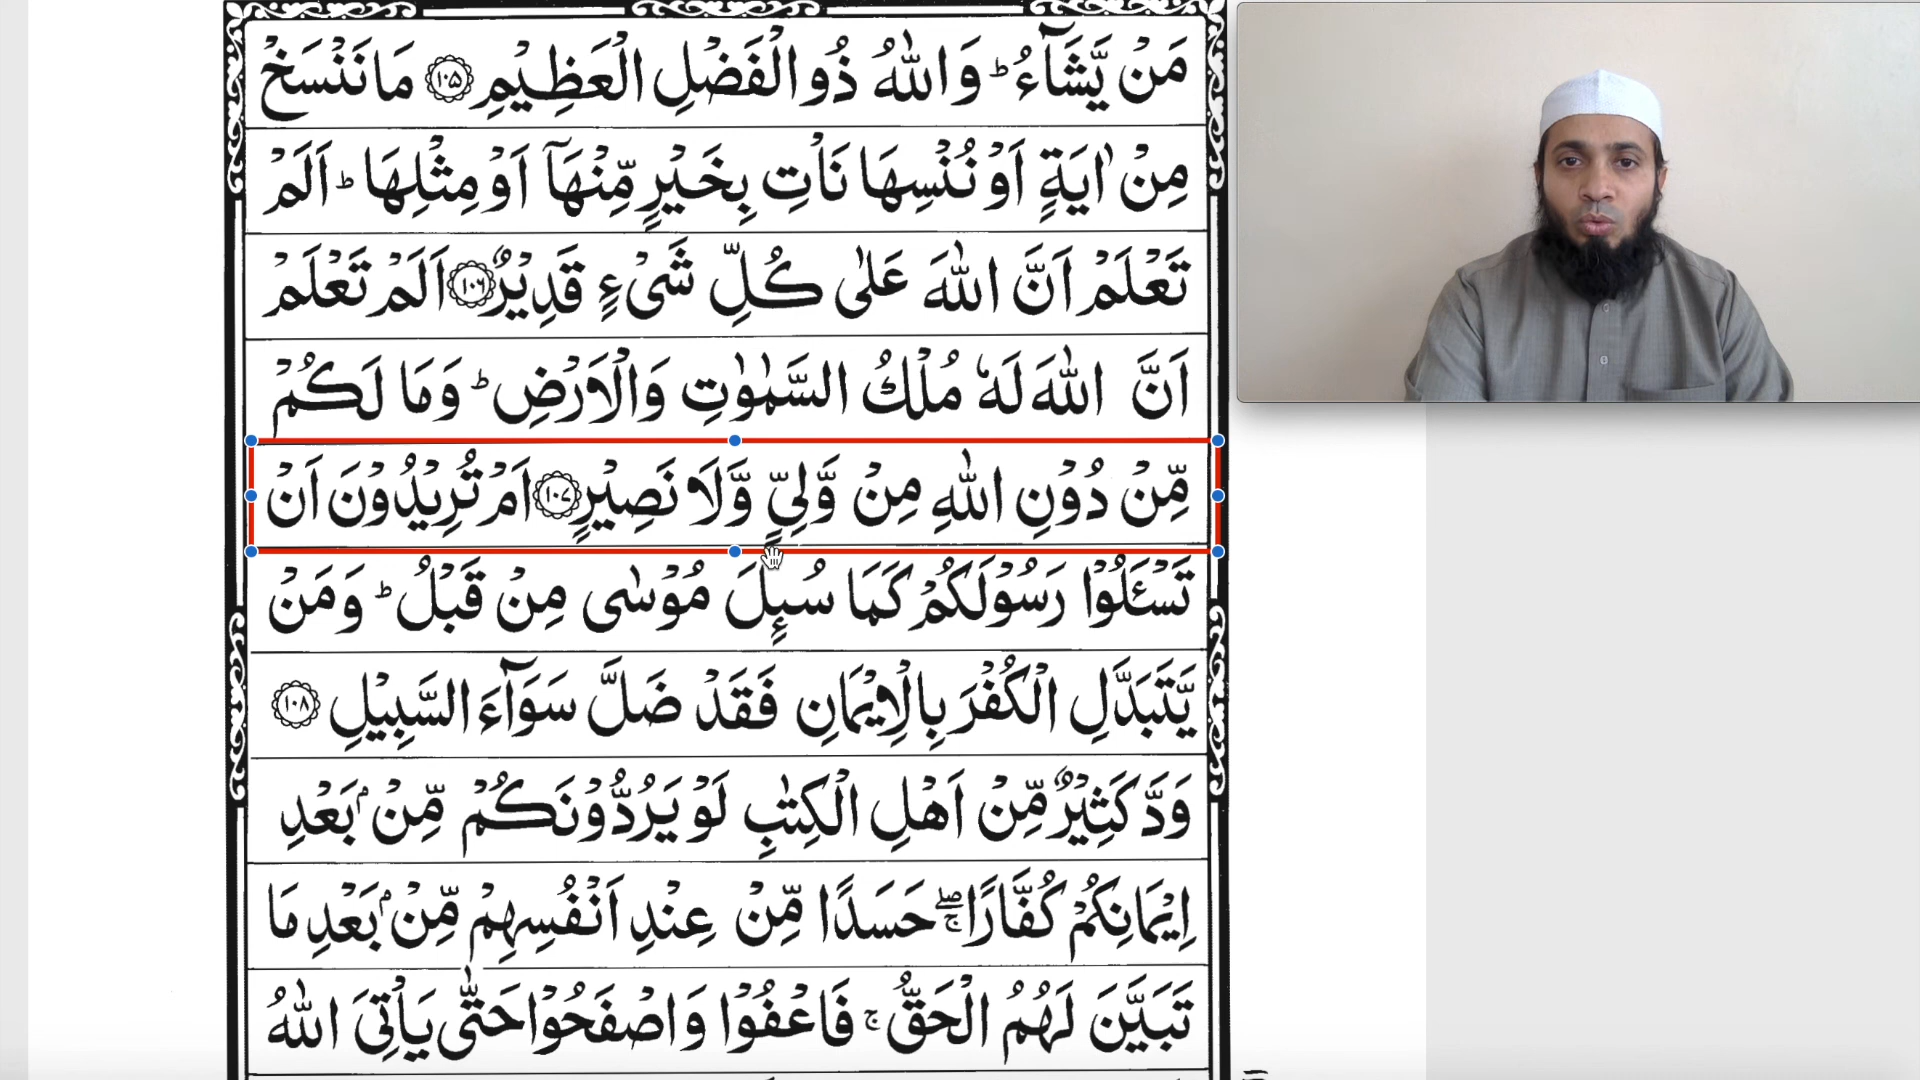 مَنْ يَّشَآءُ ؕ وَاللّٰهُ ذُو الْفَضْلِ الْعَظِيْمِ ۝۱۰۵ مَا نَنْسَخْ
مِنْ اٰيَةٍ اَوْ نُنْسِهَا نَاْتِ بِخَيْرٍ مِّنْهَآ اَوْ مِثْلِهَا ؕ اَلَمْ
تَعْلَمْ اَنَّ اللّٰهَ عَلٰى كُلِّ شَىْءٍ قَدِيْرٌ ۝۱۰۶ اَلَمْ تَعْلَمْ
اَنَّ اللّٰهَ لَهٗ مُلْكُ السَّمٰوٰتِ وَالْاَرْضِ ؕ وَمَا لَكُمْ
مِّنْ دُوْنِ اللّٰهِ مِنْ وَّلِيٍّ وَّلَا نَصِيْرٍ ۝۱۰۷ اَمْ تُرِيْدُوْنَ اَنْ
تَسْـَٔلُوْا رَسُوْلَكُمْ كَمَا سُىِٕلَ مُوْسٰى مِنْ قَبْلُ ؕ وَمَنْ
يَّتَبَدَّلِ الْكُفْرَ بِالْاِيْمَانِ فَقَدْ ضَلَّ سَوَآءَ السَّبِيْلِ ۝۱۰۸
وَدَّ كَثِيْرٌ مِّنْ اَهْلِ الْكِتٰبِ لَوْ يَرُدُّوْنَكُمْ مِّنْۢ بَعْدِ
اِيْمَانِكُمْ كُفَّارًا ۖۚ حَسَدًا مِّنْ عِنْدِ اَنْفُسِهِمْ مِّنْۢ بَعْدِ مَا
تَبَيَّنَ لَهُمُ الْحَقُّ ۚ فَاعْفُوْا وَاصْفَحُوْا حَتّٰى يَاْتِىَ اللّٰهُ